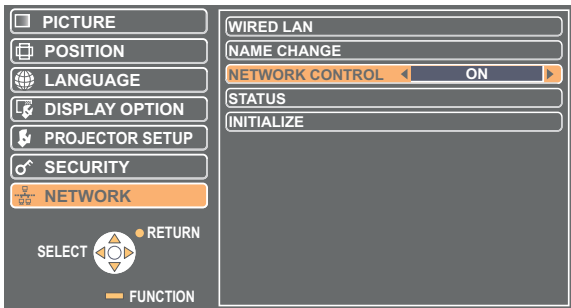 PICTURE
POSITION
LANGUAGE
DISPLAY OPTION
PROJECTOR SETUP
SECURITY
NETWORK
RETURN
SELECT
FUNCTION
WIRED LAN
NAME CHANGE
NETWORK CONTROL ON
STATUS
INITIALIZE